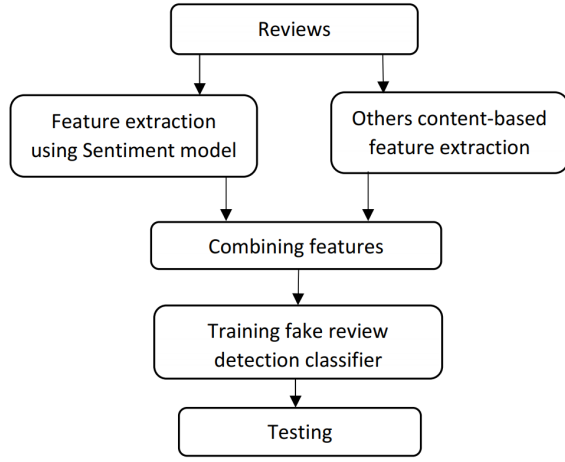 Reviews
Feature extraction
using Sentiment model
Others content-based
feature extraction
Combining features
Training fake review
detection classifier
Testing